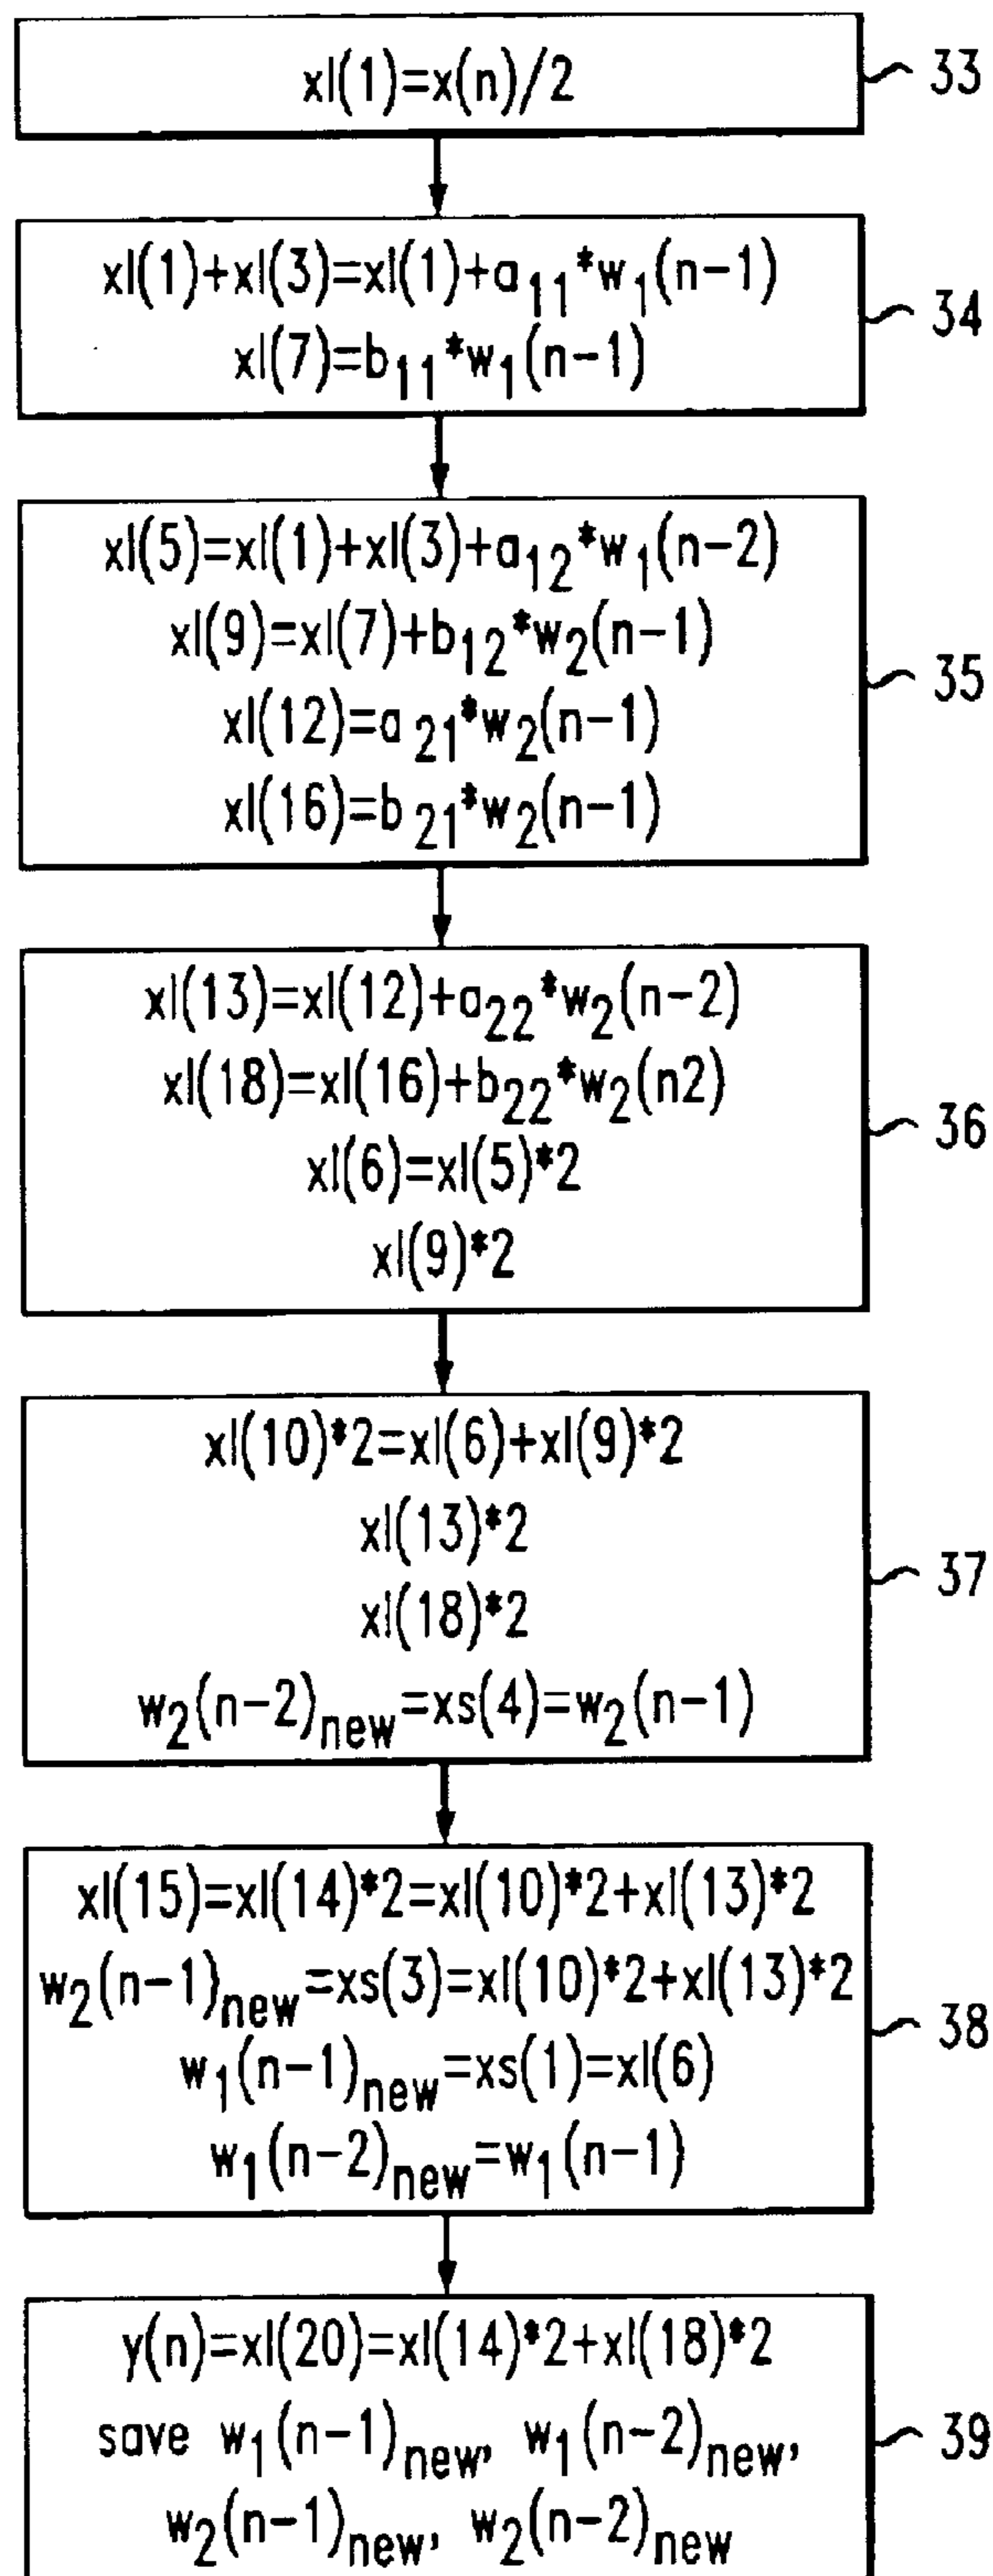 xl(1)=x(n)/2
33
xl(1)+xl(3)=xl(1)+a₁₁*w₁(n-1)
xl(7)=b₁₁*w₁(n-1)
34
xl(5)=xl(1)+xl(3)+a₁₂*w₁(n-2)
xl(9)=xl(7)+b₁₂*w₂(n-1)
xl(12)=a₂₁*w₂(n-1)
xl(16)=b₂₁*w₂(n-1)
35
xl(13)=xl(12)+a₂₂*w₂(n-2)
xl(18)=xl(16)+b₂₂*w₂(n2)
xl(6)=xl(5)*2
xl(9)*2
36
xl(10)*2=xl(6)+xl(9)*2
xl(13)*2
xl(18)*2
w₂(n-2)new=xs(4)=w₂(n-1)
37
xl(15)=xl(14)*2=xl(10)*2+xl(13)*2
w₂(n-1)new=xs(3)=xl(10)*2+xl(13)*2
w₁(n-1)new=xs(1)=xl(6)
w₁(n-2)new=w₁(n-1)
38
y(n)=xl(20)=xl(14)*2+xl(18)*2
save w₁(n-1)new, w₁(n-2)new,
w₂(n-1)new, w₂(n-2)new
39